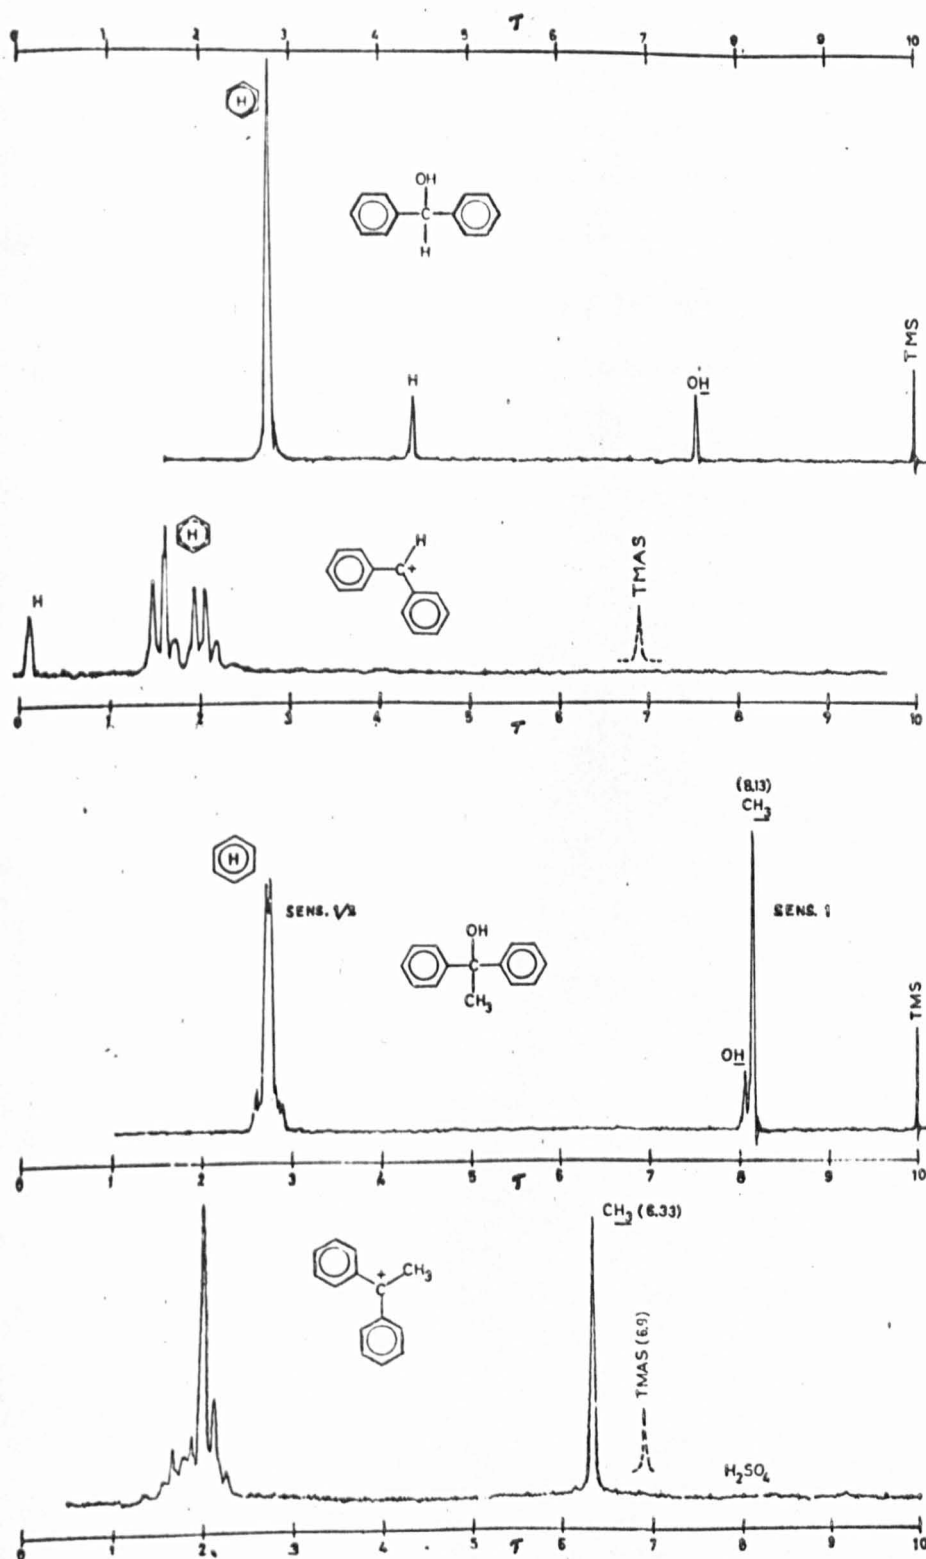 τ
0 1 2 3 4 5 6 7 8 9 10
H
OH
C
H
H
OH
TMS
H
H
H
C
+
TMAS
0 1 2 3 4 5 6 7 8 9 10
τ
(8.13)
CH3
H
SENS. 1/2
SENS. 1
OH
C
CH3
OH
TMS
0 1 2 3 4 5 6 7 8 9 10
τ
CH3 (6.33)
+
C
CH3
TMAS (6.9)
H2SO4
0 1 2 3 4 5 6 7 8 9 10
τ